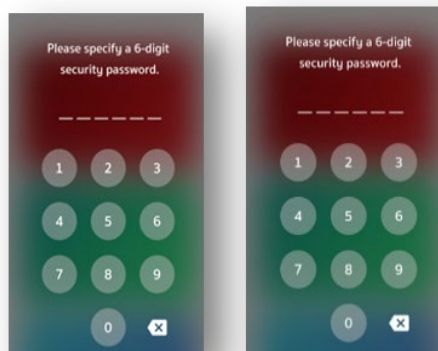 Please specify a 6-digit
security password.
1 2 3
4 5 6
7 8 9
0
Please specify a 6-digit
security password.
1 2 3
4 5 6
7 8 9
0